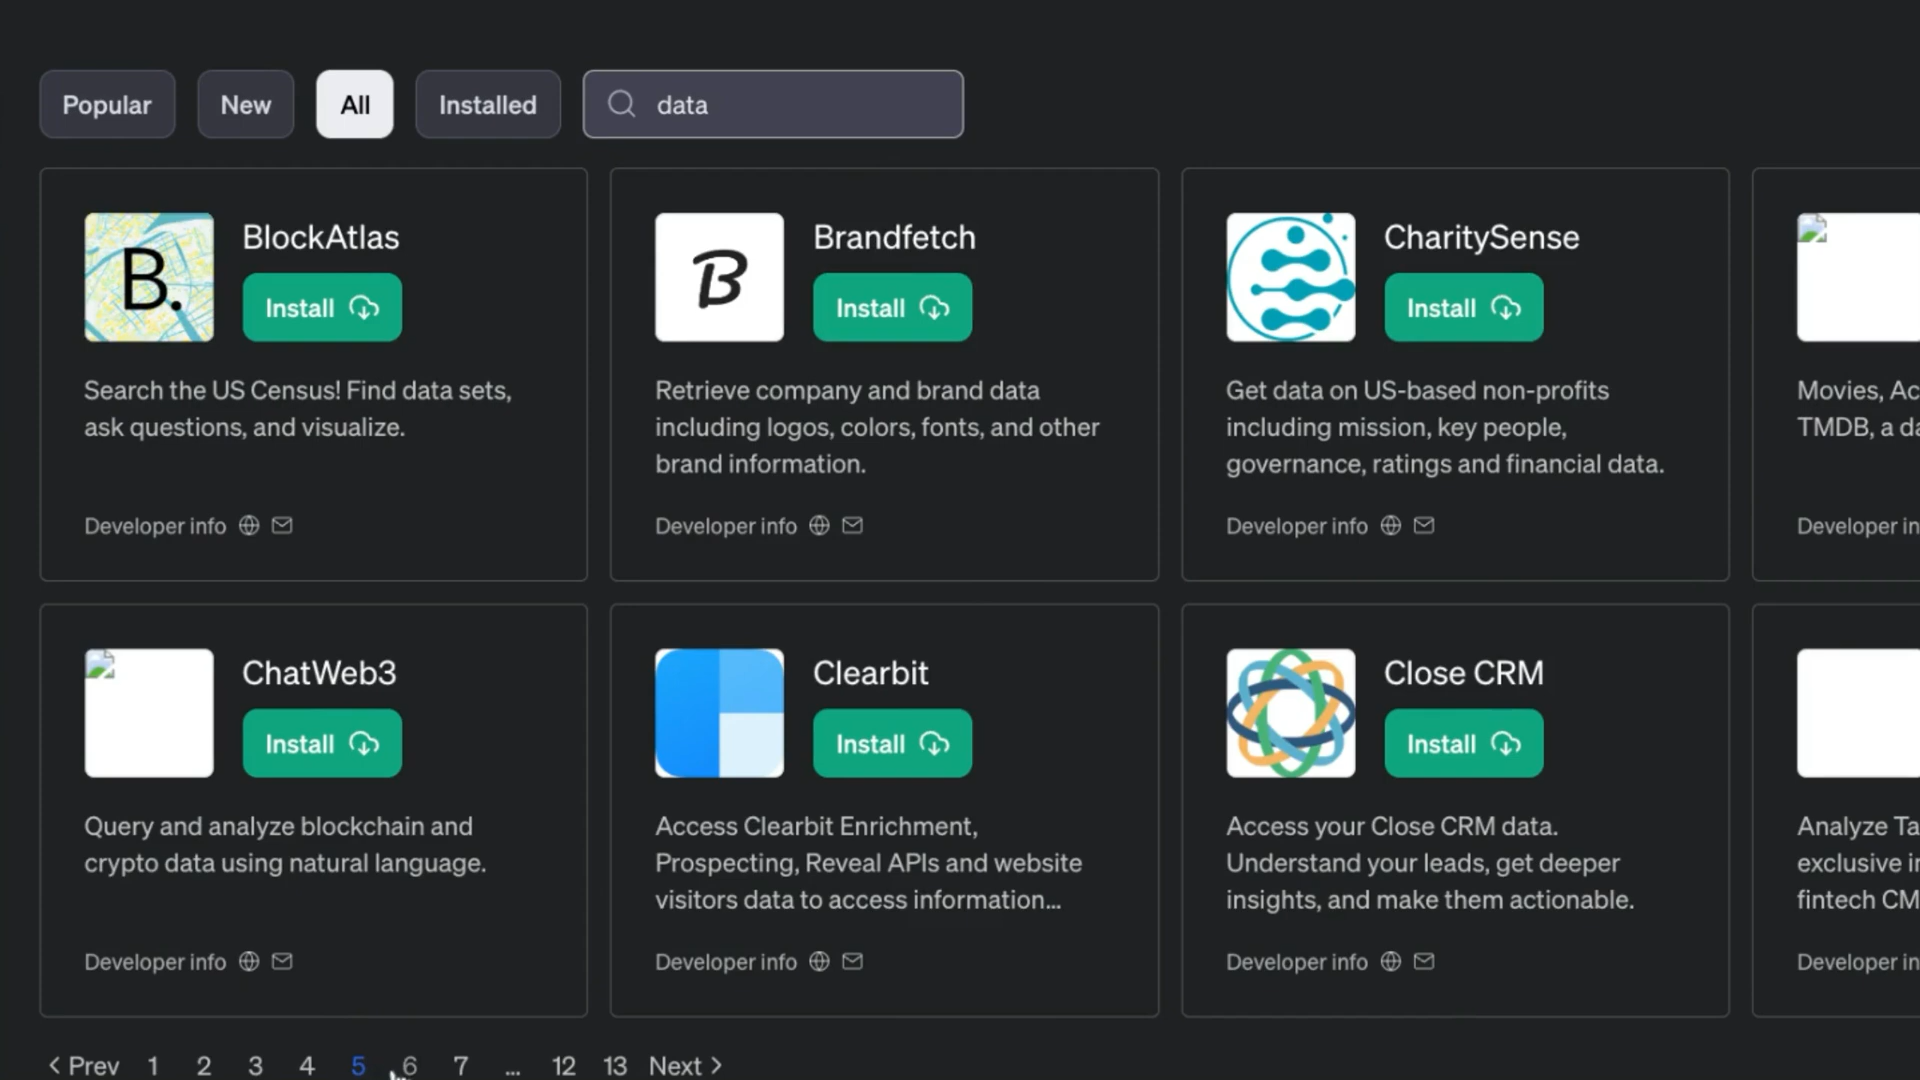 Popular New All Installed data
BlockAtlas
Install
Search the US Census! Find data sets,
ask questions, and visualize.
Developer info
Brandfetch
Install
Retrieve company and brand data
including logos, colors, fonts, and other
brand information.
Developer info
CharitySense
Install
Get data on US-based non-profits
including mission, key people,
governance, ratings and financial data.
Developer info
Movies, Ac
TMDB, a da
Developer in
ChatWeb3
Install
Query and analyze blockchain and
crypto data using natural language.
Developer info
Clearbit
Install
Access Clearbit Enrichment,
Prospecting, Reveal APIs and website
visitors data to access information...
Developer info
Close CRM
Install
Access your Close CRM data.
Understand your leads, get deeper
insights, and make them actionable.
Developer info
Analyze Ta
exclusive in
fintech CM
Developer in
Prev 1 2 3 4 5 6 7 ... 12 13 Next
B.
B